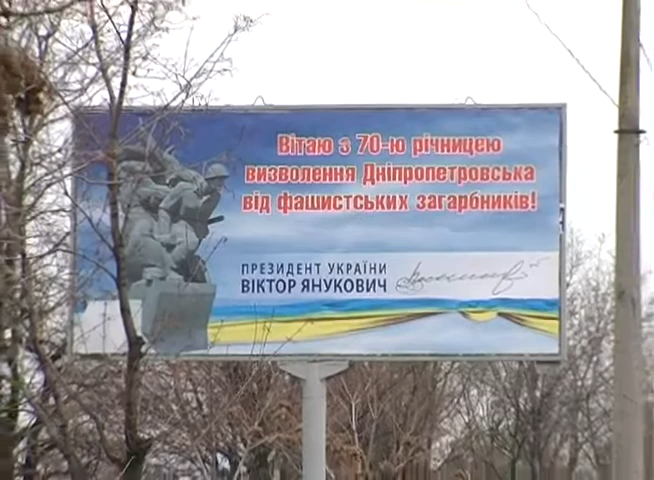 Вітаю з 70-ю річницею
визволення Дніпропетровська
від фашистських загарбників!
ПРЕЗИДЕНТ УКРАЇНИ
ВІКТОР ЯНУКОВИЧ